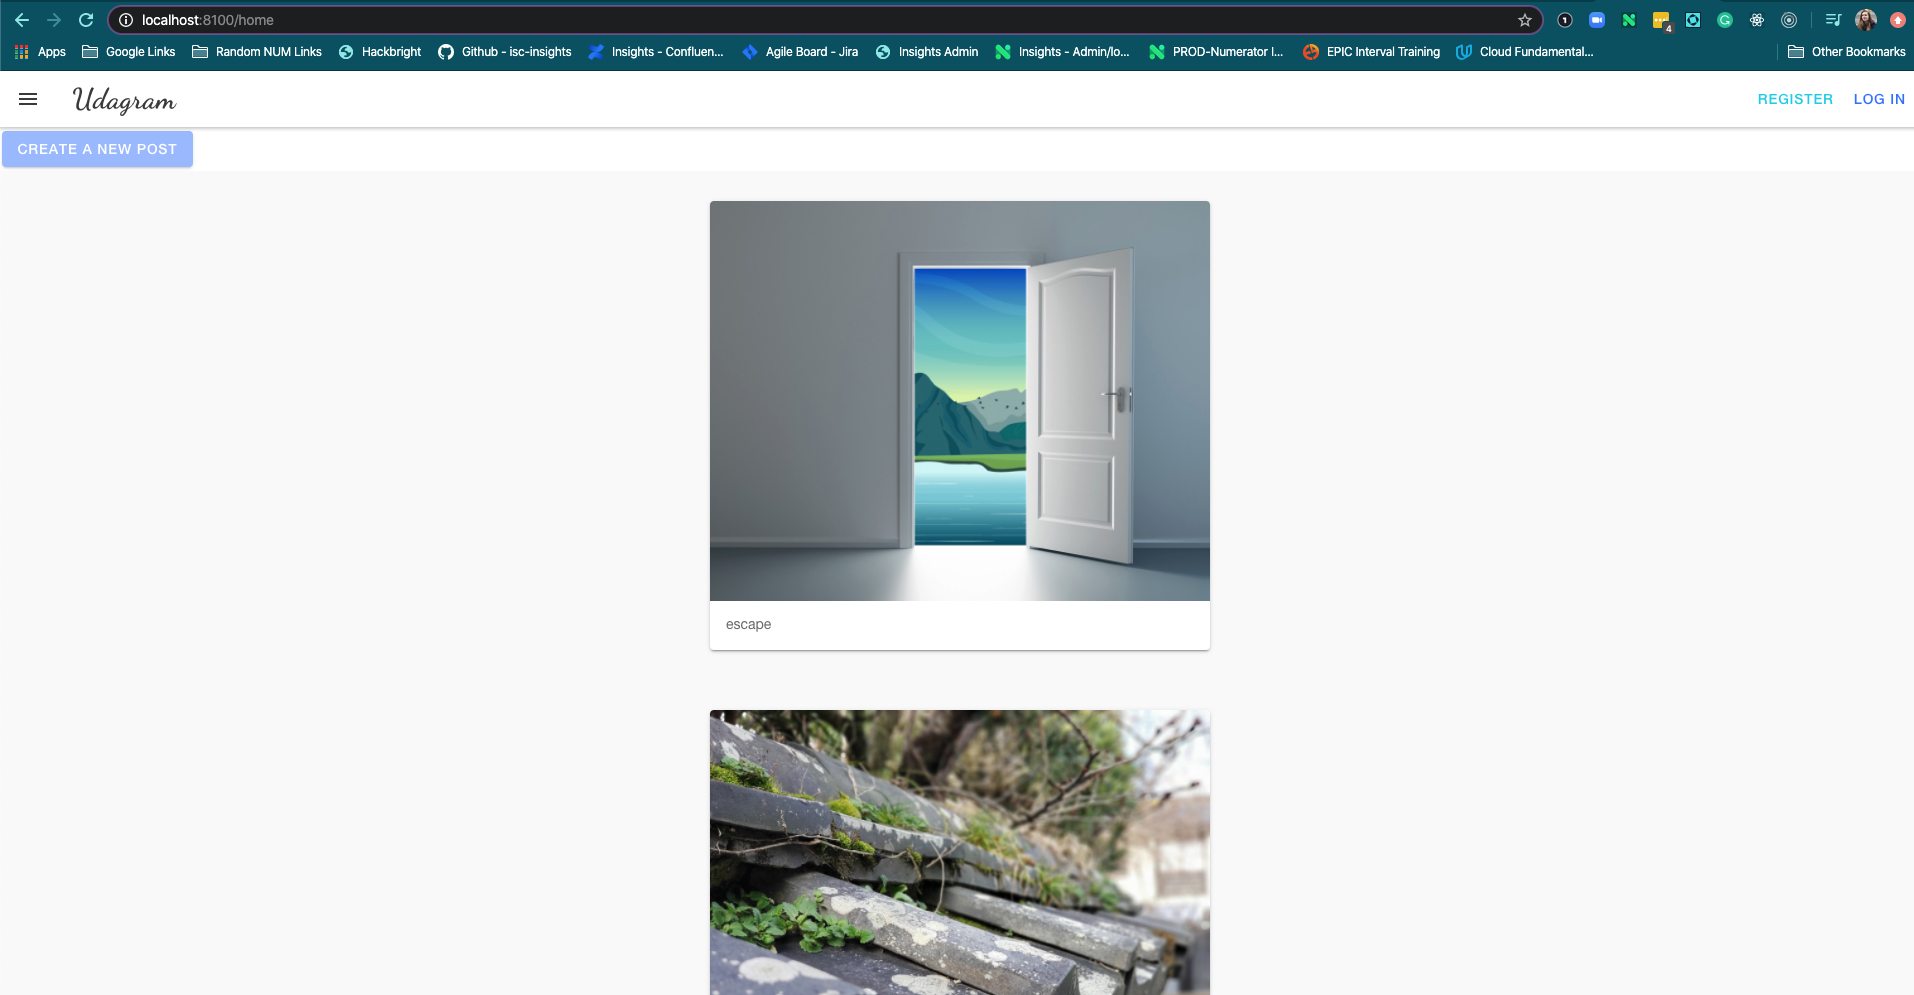 localhost:8100/home
4
Apps Google Links Random NUM Links Hackbright Github - isc-insights Insights - Confluen... Agile Board - Jira Insights Admin Insights - Admin/lo... PROD-Numerator I... EPIC Interval Training Cloud Fundamental... Other Bookmarks
Udagram REGISTER LOG IN
CREATE A NEW POST
escape